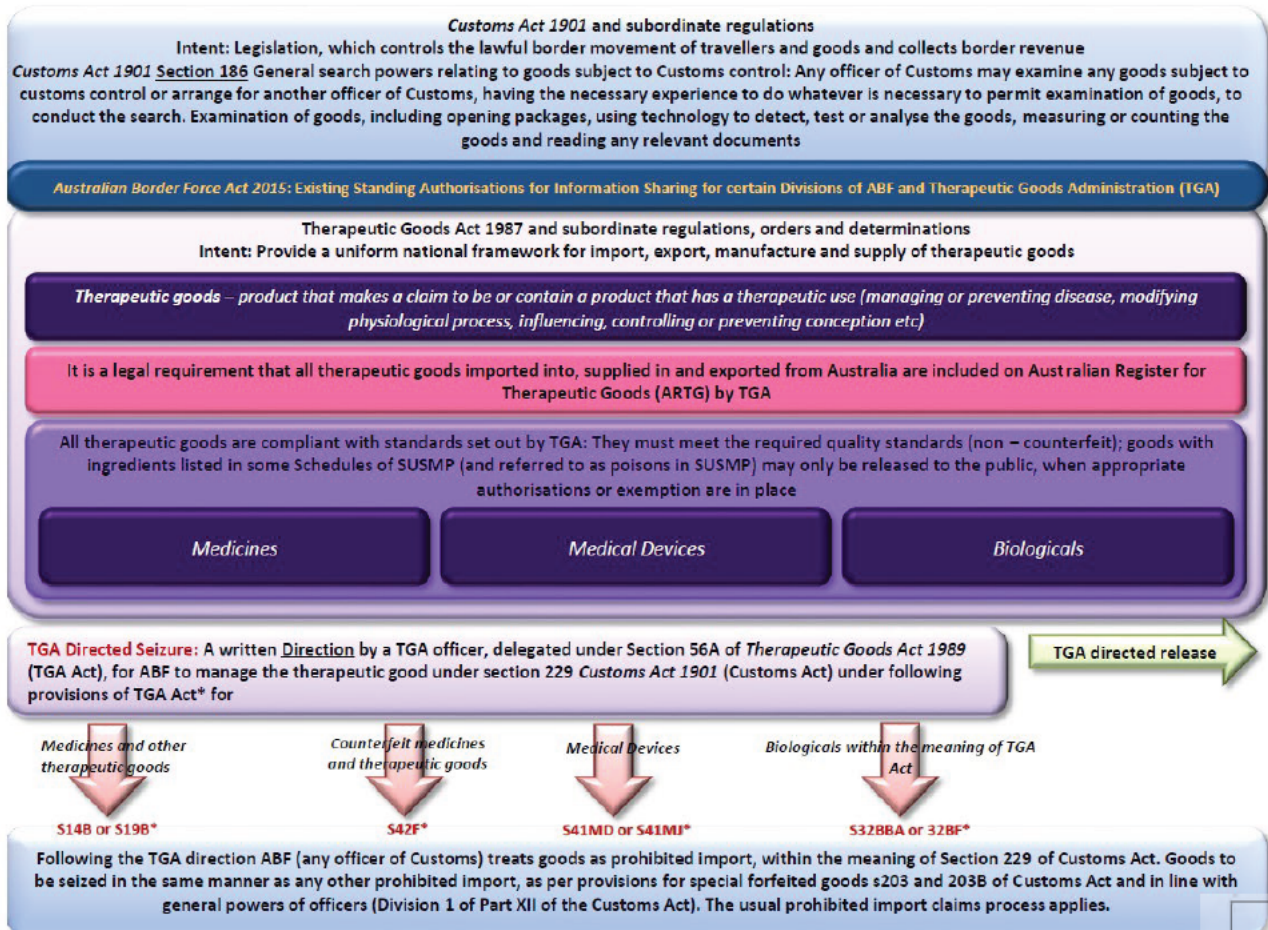 Customs Act 1901 and subordinate regulations
Intent: Legislation, which controls the lawful border movement of travellers and goods and collects border revenue
Customs Act 1901 Section 186 General search powers relating to goods subject to Customs control: Any officer of Customs may examine any goods subject to
customs control or arrange for another officer of Customs, having the necessary experience to do whatever is necessary to permit examination of goods, to
conduct the search. Examination of goods, including opening packages, using technology to detect, test or analyse the goods, measuring or counting the
goods and reading any relevant documents
Australian Border Force Act 2015: Existing Standing Authorisations for Information Sharing for certain Divisions of ABF and Therapeutic Goods Administration (TGA)
Therapeutic Goods Act 1987 and subordinate regulations, orders and determinations
Intent: Provide a uniform national framework for import, export, manufacture and supply of therapeutic goods
Therapeutic goods – product that makes a claim to be or contain a product that has a therapeutic use (managing or preventing disease, modifying
physiological process, influencing, controlling or preventing conception etc)
It is a legal requirement that all therapeutic goods imported into, supplied in and exported from Australia are included on Australian Register for
Therapeutic Goods (ARTG) by TGA
All therapeutic goods are compliant with standards set out by TGA: They must meet the required quality standards (non – counterfeit); goods with
ingredients listed in some Schedules of SUSMP (and referred to as poisons in SUSMP) may only be released to the public, when appropriate
authorisations or exemption are in place
Medicines
Medical Devices
Biologicals
TGA Directed Seizure: A written Direction by a TGA officer, delegated under Section 56A of Therapeutic Goods Act 1989
(TGA Act), for ABF to manage the therapeutic good under section 229 Customs Act 1901 (Customs Act) under following
provisions of TGA Act* for
TGA directed release
Medicines and other
therapeutic goods
Counterfeit medicines
and therapeutic goods
Medical Devices
Biologicals within the meaning of TGA
Act
S14B or S19B*
S42F*
S41MD or S41MJ*
S32BBA or 32BF*
Following the TGA direction ABF (any officer of Customs) treats goods as prohibited import, within the meaning of Section 229 of Customs Act. Goods to
be seized in the same manner as any other prohibited import, as per provisions for special forfeited goods s203 and 203B of Customs Act and in line with
general powers of officers (Division 1 of Part XII of the Customs Act). The usual prohibited import claims process applies.